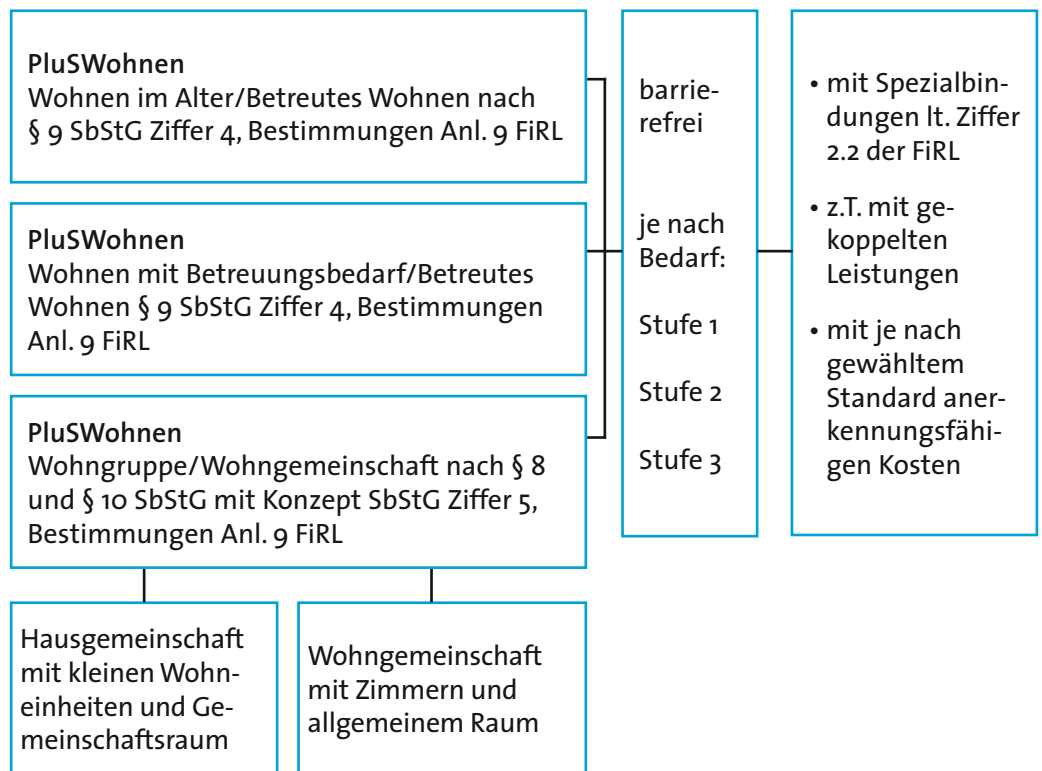 PluSWohnen
Wohnen im Alter/Betreutes Wohnen nach
§ 9 SbStG Ziffer 4, Bestimmungen Anl. 9 FiRL
PluSWohnen
Wohnen mit Betreuungsbedarf/Betreutes
Wohnen § 9 SbStG Ziffer 4, Bestimmungen
Anl. 9 FiRL
PluSWohnen
Wohngruppe/Wohngemeinschaft nach § 8
und § 10 SbStG mit Konzept SbStG Ziffer 5,
Bestimmungen Anl. 9 FiRL
Hausgemeinschaft
mit kleinen Wohn-
einheiten und Ge-
meinschaftsraum
Wohngemeinschaft
mit Zimmern und
allgemeinem Raum
barrie-
refrei
je nach
Bedarf:
Stufe 1
Stufe 2
Stufe 3
• mit Spezialbin-
dungen lt. Ziffer
2.2 der FiRL
• z.T. mit ge-
koppelten
Leistungen
• mit je nach
gewähltem
Standard aner-
kennungsfähi-
gen Kosten